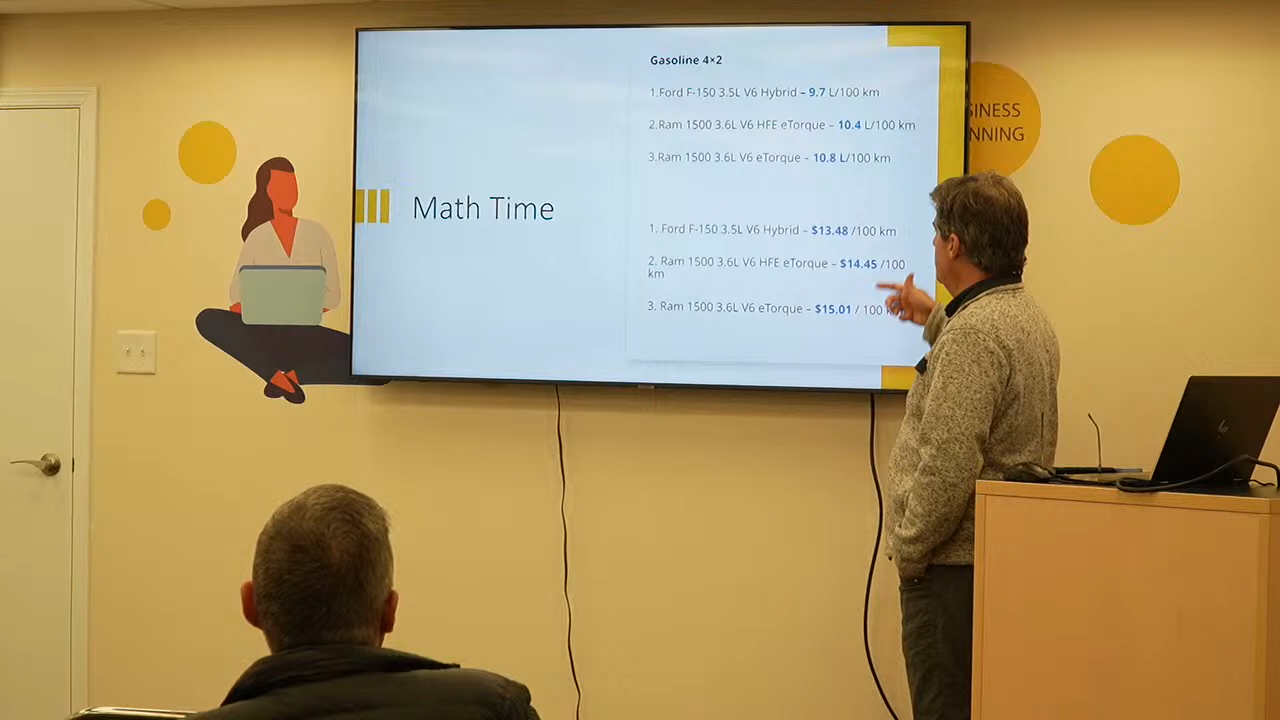 Gasoline 4×2
1.Ford F-150 3.5L V6 Hybrid – 9.7 L/100 km
2.Ram 1500 3.6L V6 HFE eTorque – 10.4 L/100 km
3.Ram 1500 3.6L V6 eTorque – 10.8 L/100 km
Math Time
1. Ford F-150 3.5L V6 Hybrid – $13.48 /100 km
2. Ram 1500 3.6L V6 HFE eTorque – $14.45 /100
km
3. Ram 1500 3.6L V6 eTorque – $15.01 / 100